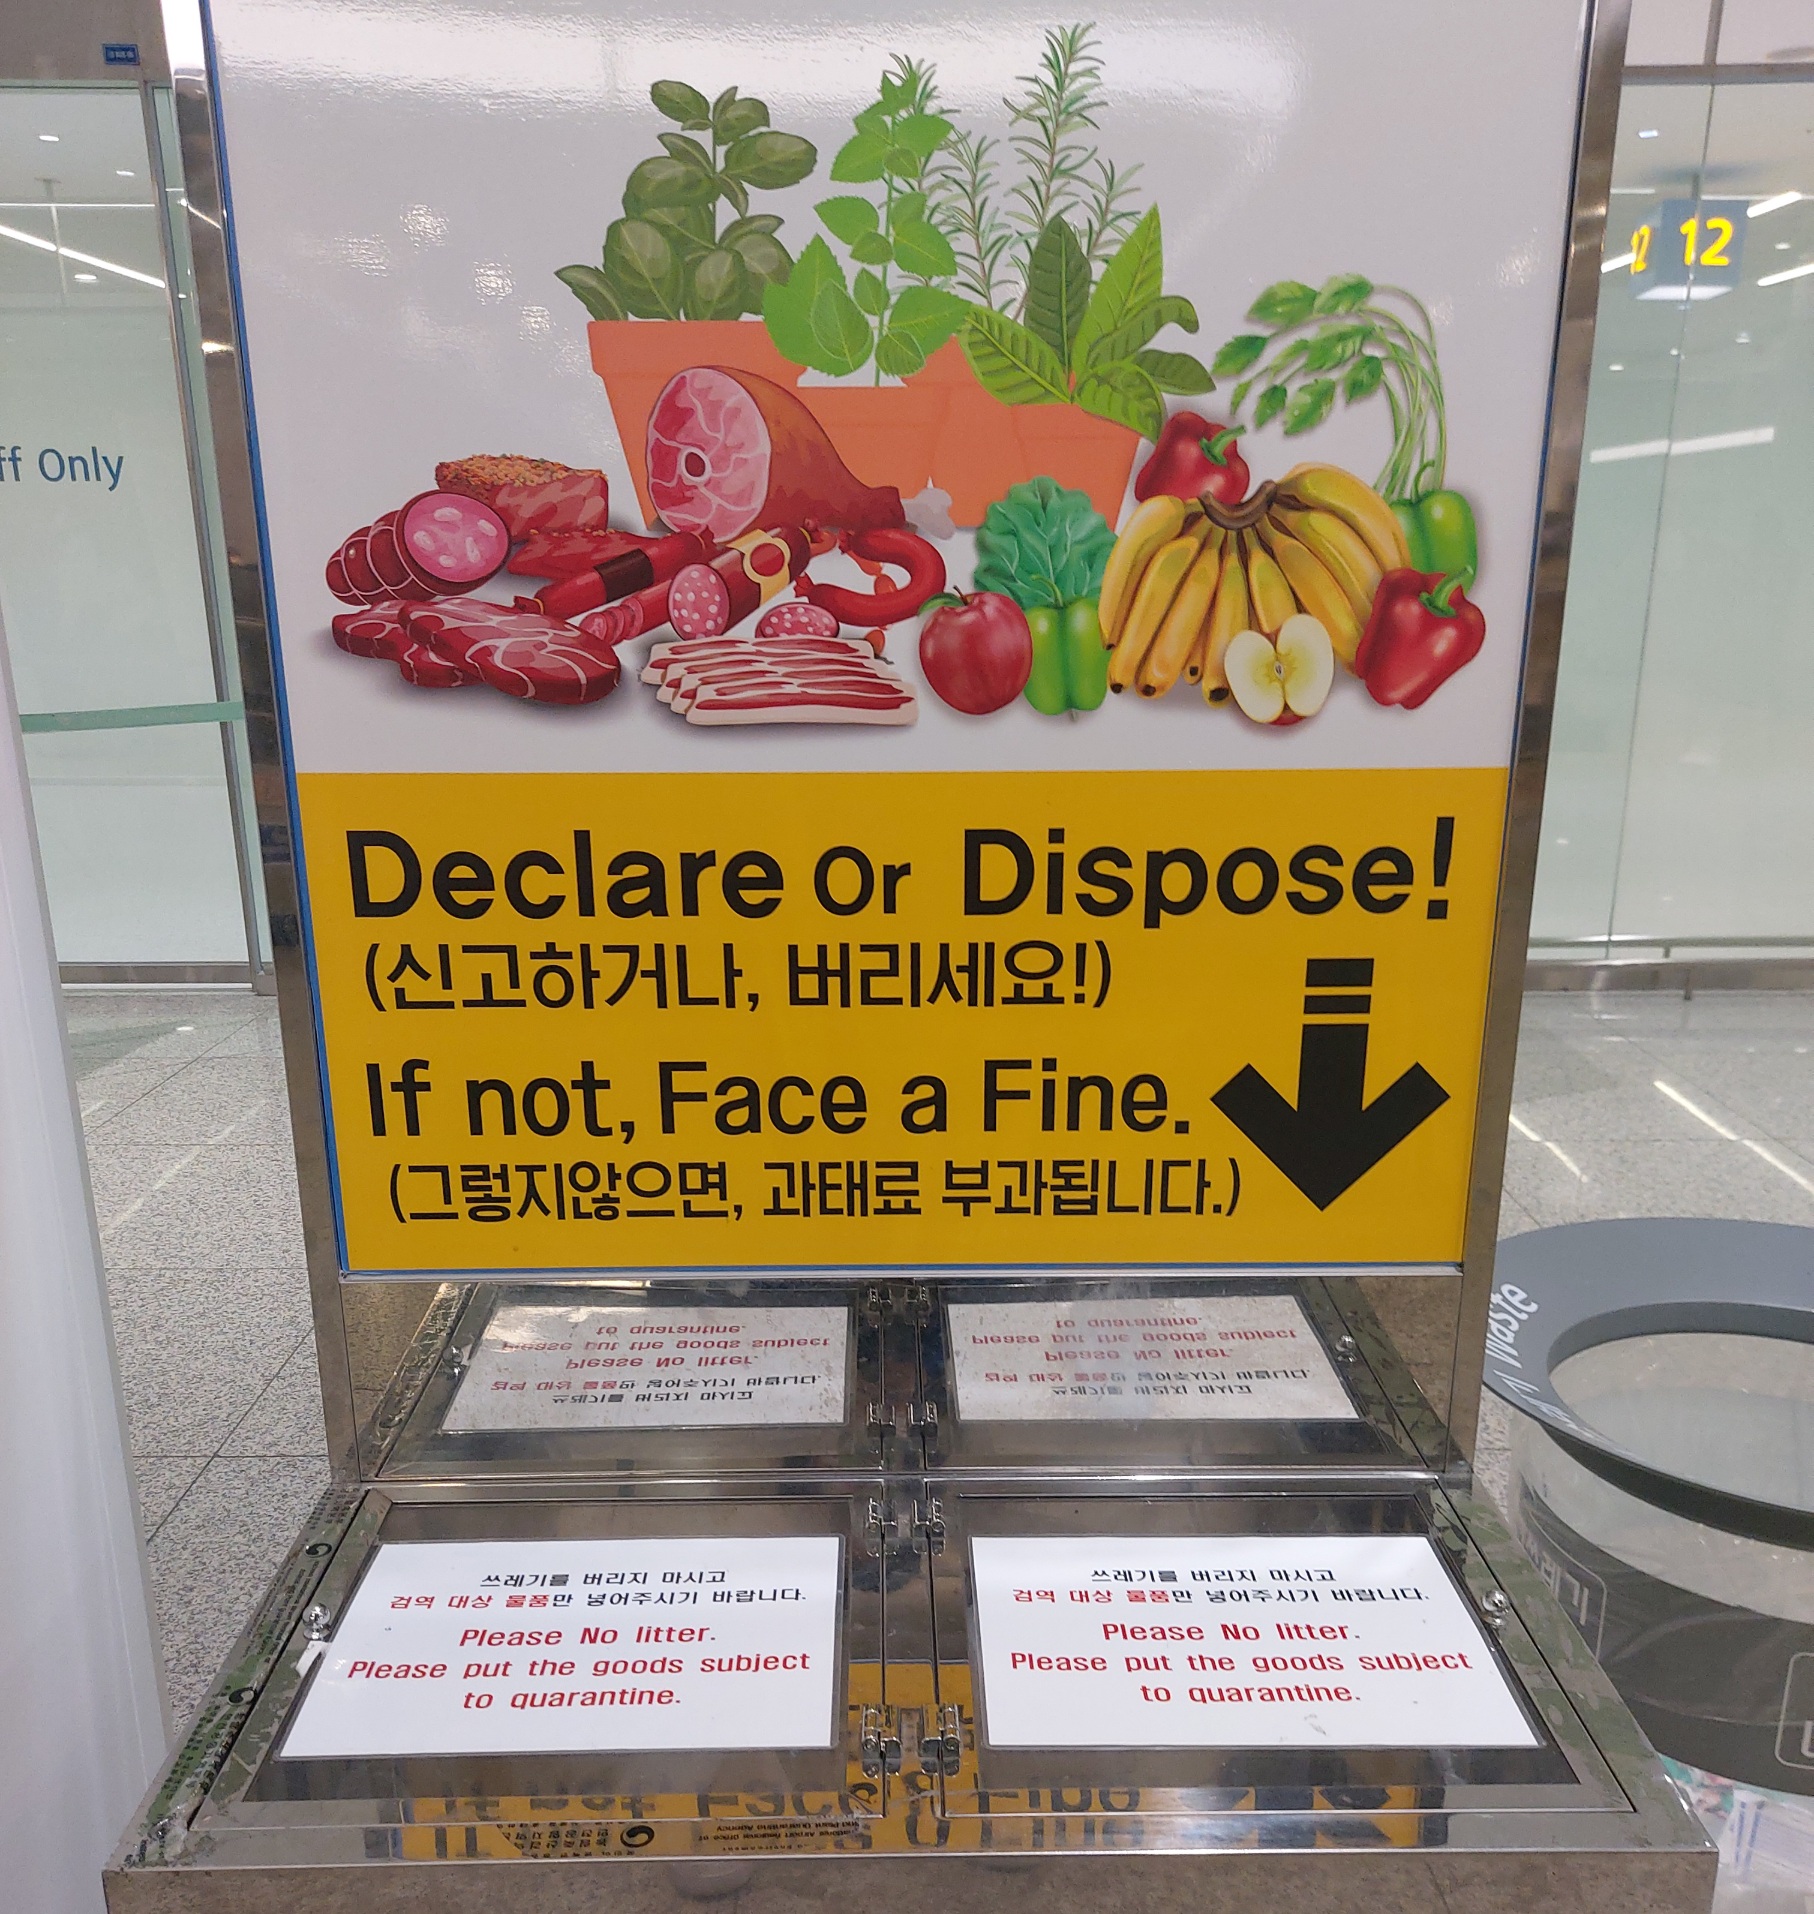 Only
12
12
Declare Or Dispose!
(신고하거나, 버리세요!)
If not, Face a Fine.
(그렇지않으면, 과태료 부과됩니다.)
Waste
쓰레기를 버리지 마시고
검역 대상 물품만 넣어주시기 바랍니다.
Please No litter.
Please put the goods subject
to quarantine.
쓰레기를 버리지 마시고
검역 대상 물품만 넣어주시기 바랍니다.
Please No litter.
Please put the goods subject
to quarantine.